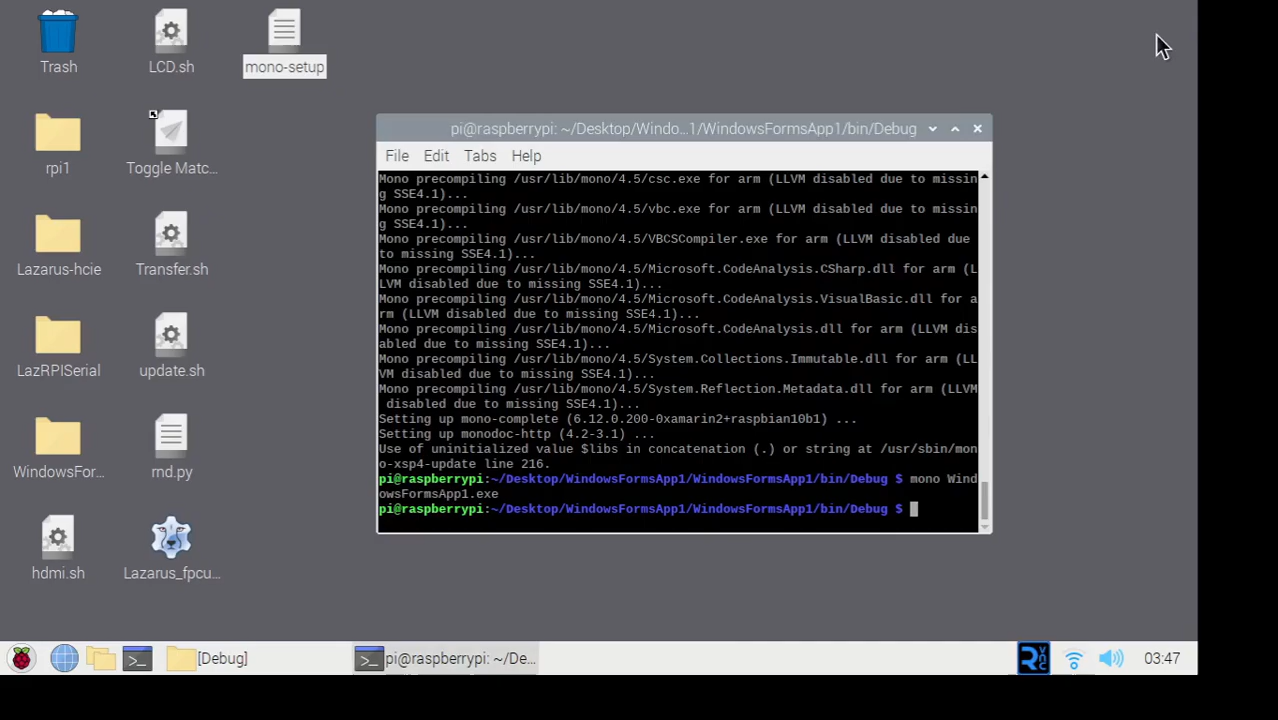 Trash
LCD.sh
mono-setup
rpi1
Toggle Matc...
Lazarus-hcie
Transfer.sh
LazRPISerial
update.sh
WindowsFor...
rnd.py
hdmi.sh
Lazarus_fpcu...
pi@raspberrypi: ~/Desktop/Windo...1/WindowsFormsApp1/bin/Debug
File Edit Tabs Help
Mono precompiling /usr/lib/mono/4.5/csc.exe for arm (LLVM disabled due to missin
g SSE4.1)...
Mono precompiling /usr/lib/mono/4.5/vbc.exe for arm (LLVM disabled due to missin
g SSE4.1)...
Mono precompiling /usr/lib/mono/4.5/VBCSCompiler.exe for arm (LLVM disabled due
to missing SSE4.1)...
Mono precompiling /usr/lib/mono/4.5/Microsoft.CodeAnalysis.CSharp.dll for arm (L
LVM disabled due to missing SSE4.1)...
Mono precompiling /usr/lib/mono/4.5/Microsoft.CodeAnalysis.VisualBasic.dll for a
rm (LLVM disabled due to missing SSE4.1)...
Mono precompiling /usr/lib/mono/4.5/Microsoft.CodeAnalysis.dll for arm (LLVM dis
abled due to missing SSE4.1)...
Mono precompiling /usr/lib/mono/4.5/System.Collections.Immutable.dll for arm (LL
VM disabled due to missing SSE4.1)...
Mono precompiling /usr/lib/mono/4.5/System.Reflection.Metadata.dll for arm (LLVM
disabled due to missing SSE4.1)...
Setting up mono-complete (6.12.0.200-0xamarin2+raspbian10b1) ...
Setting up monodoc-http (4.2-3.1) ...
Use of uninitialized value $libs in concatenation (.) or string at /usr/sbin/mon
o-xsp4-update line 216.
pi@raspberrypi:~/Desktop/WindowsFormsApp1/WindowsFormsApp1/bin/Debug $ mono Wind
owsFormsApp1.exe
pi@raspberrypi:~/Desktop/WindowsFormsApp1/WindowsFormsApp1/bin/Debug $
[Debug]
pi@raspberrypi: ~/De...
VNC
03:47